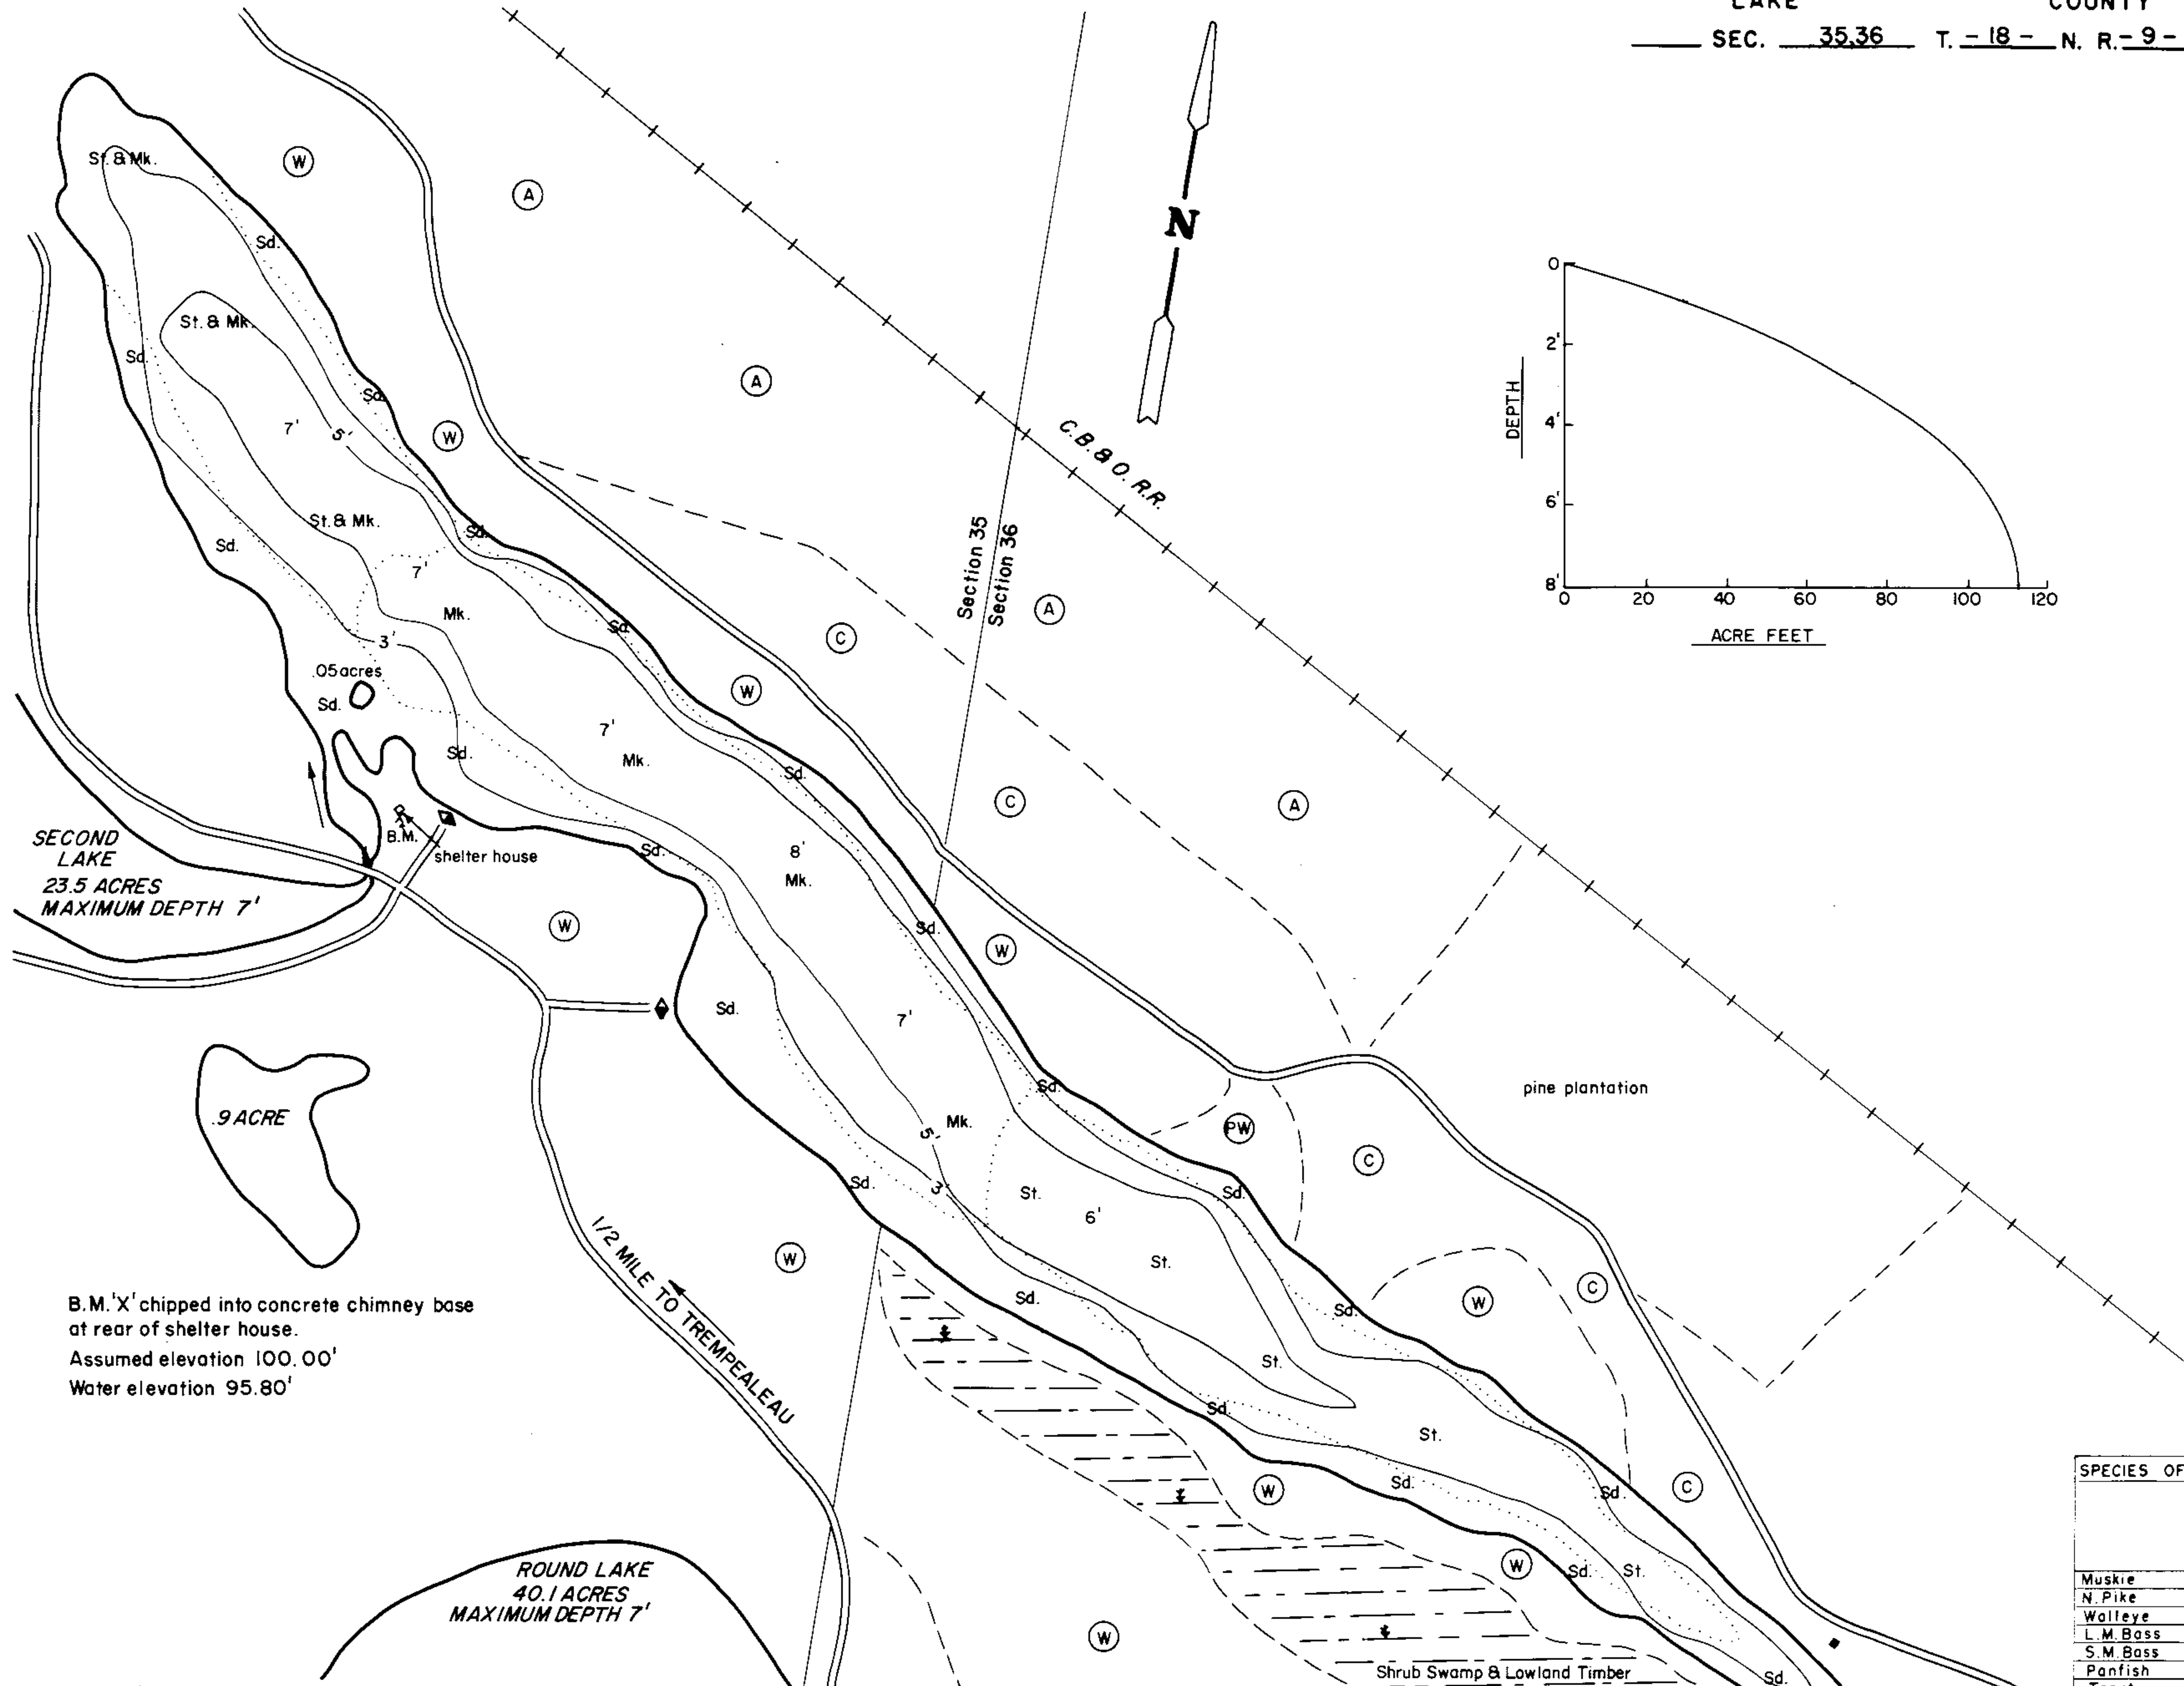 LAKE COUNTY
SEC. 35,36 T. - 18 - N. R. - 9 -
St. & Mk.
W
A
N
Sd.
St. & Mk.
Sd.
Sd.
A
7'
5'
W
C.B.& Q. R.R.
St. & Mk.
Sd.
Sd.
7'
Mk.
Section 35
Section 36
A
C
Sd.
3'
.05 acres
Sd.
W
7'
Mk.
Sd.
Sd.
C
A
B.M.
shelter house
SECOND
LAKE
23.5 ACRES
MAXIMUM DEPTH 7'
Sd.
8'
Mk.
W
Sd.
W
Sd.
7'
Sd.
pine plantation
.9 ACRE
Mk.
5'
PW
C
Sd.
3'
St.
6'
Sd.
W
St.
1/2 MILE TO TREMPEALEAU
Sd.
Sd.
W
C
B.M. 'X' chipped into concrete chimney base
at rear of shelter house.
Assumed elevation 100.00'
Water elevation 95.80'
St.
Sd.
St.
Sd.
W
Sd.
C
ROUND LAKE
40.1 ACRES
MAXIMUM DEPTH 7'
W
Sd.
St.
W
Shrub Swamp & Lowland Timber
Sd.
DEPTH
0
2'
4'
6'
8'
0 20 40 60 80 100 120
ACRE FEET
SPECIES OF
Muskie
N. Pike
Walleye
L.M. Bass
S.M. Bass
Panfish